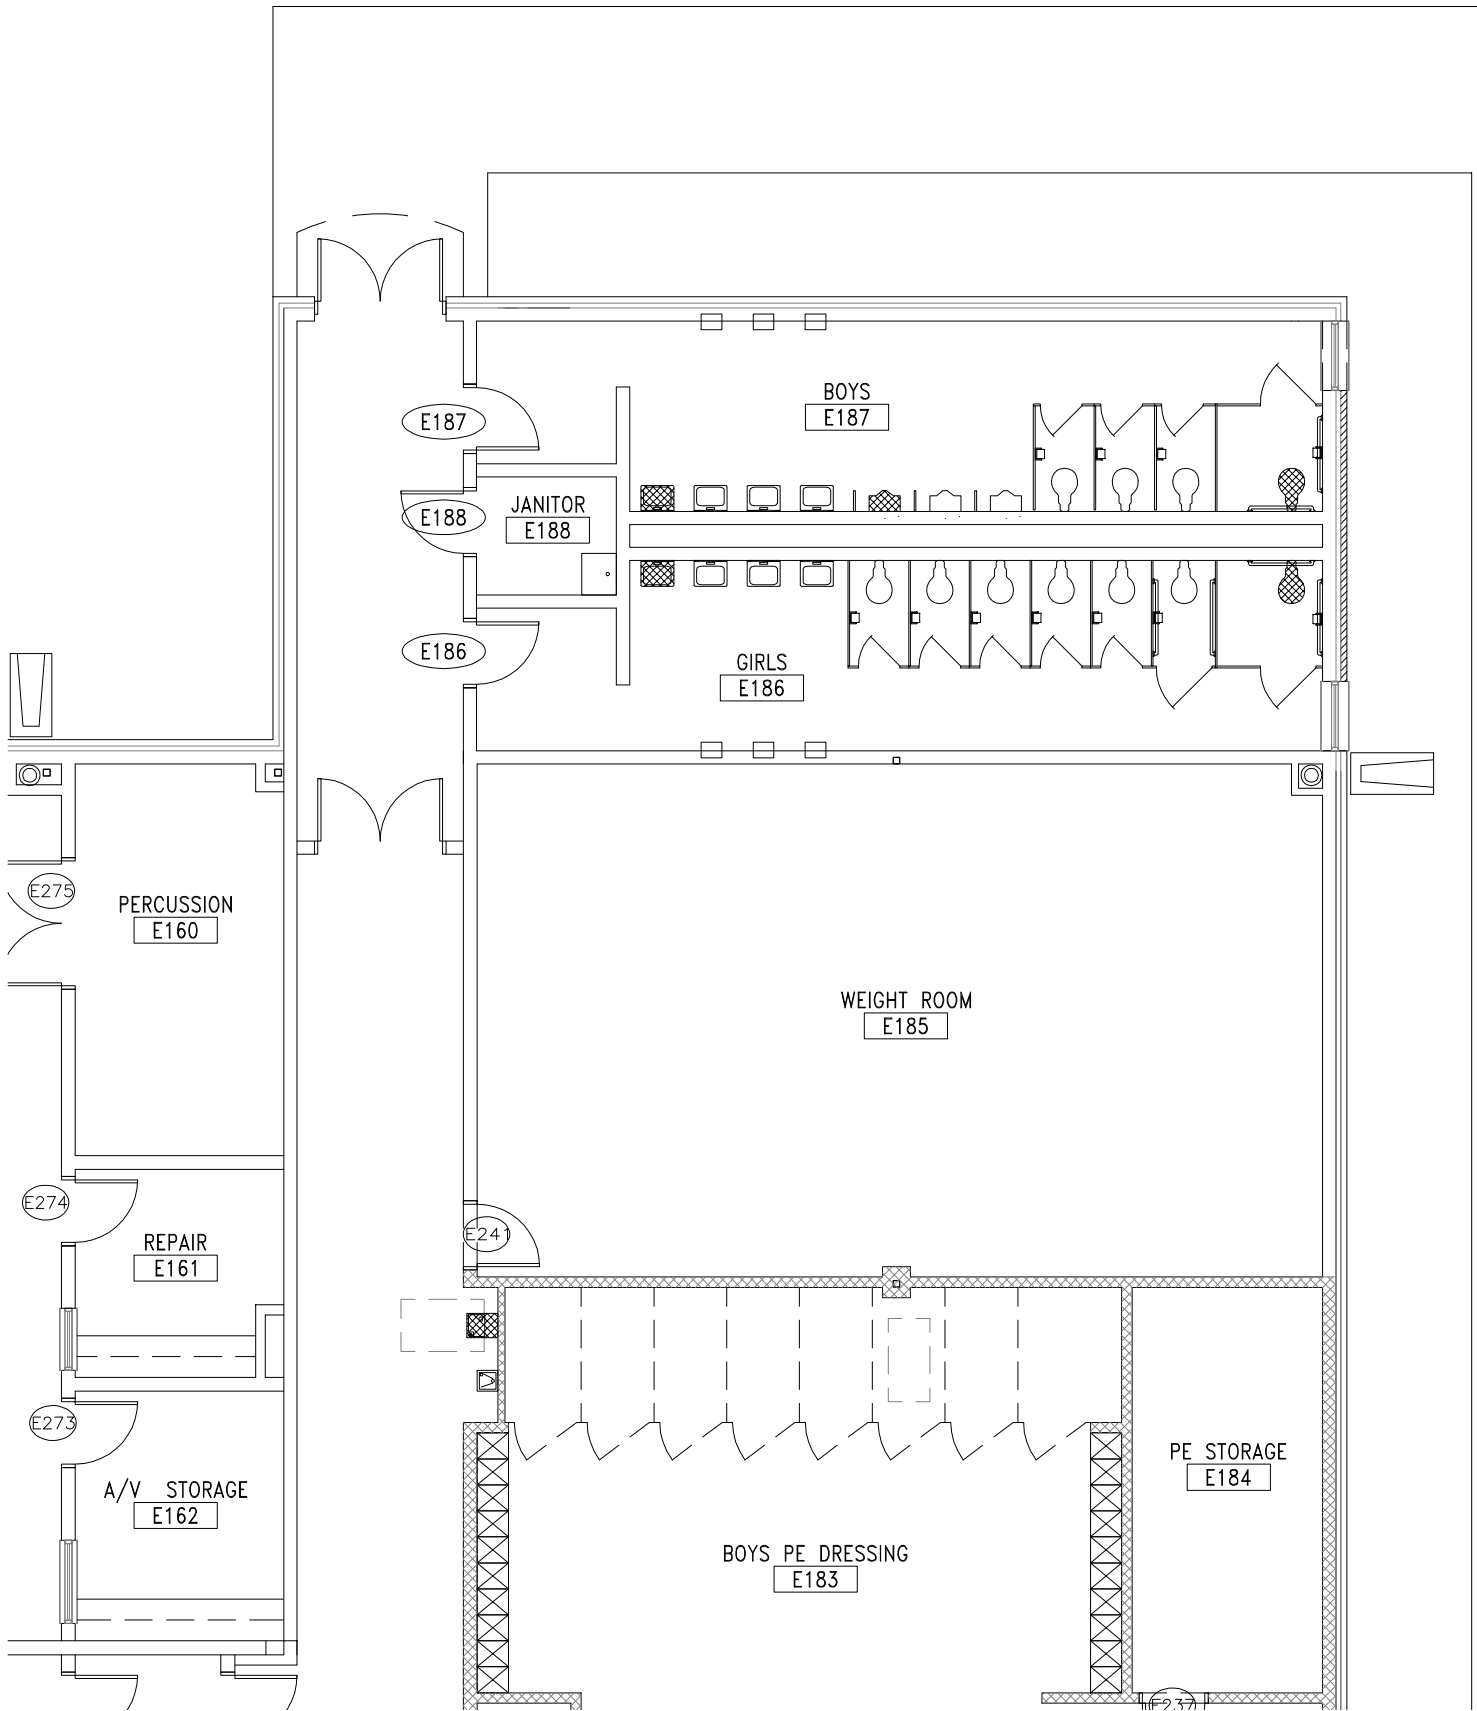 BOYS
E187
E187
JANITOR
E188
E188
E186
GIRLS
E186
E275
PERCUSSION
E160
WEIGHT ROOM
E185
E274
E241
REPAIR
E161
E273
PE STORAGE
E184
A/V STORAGE
E162
BOYS PE DRESSING
E183
E237